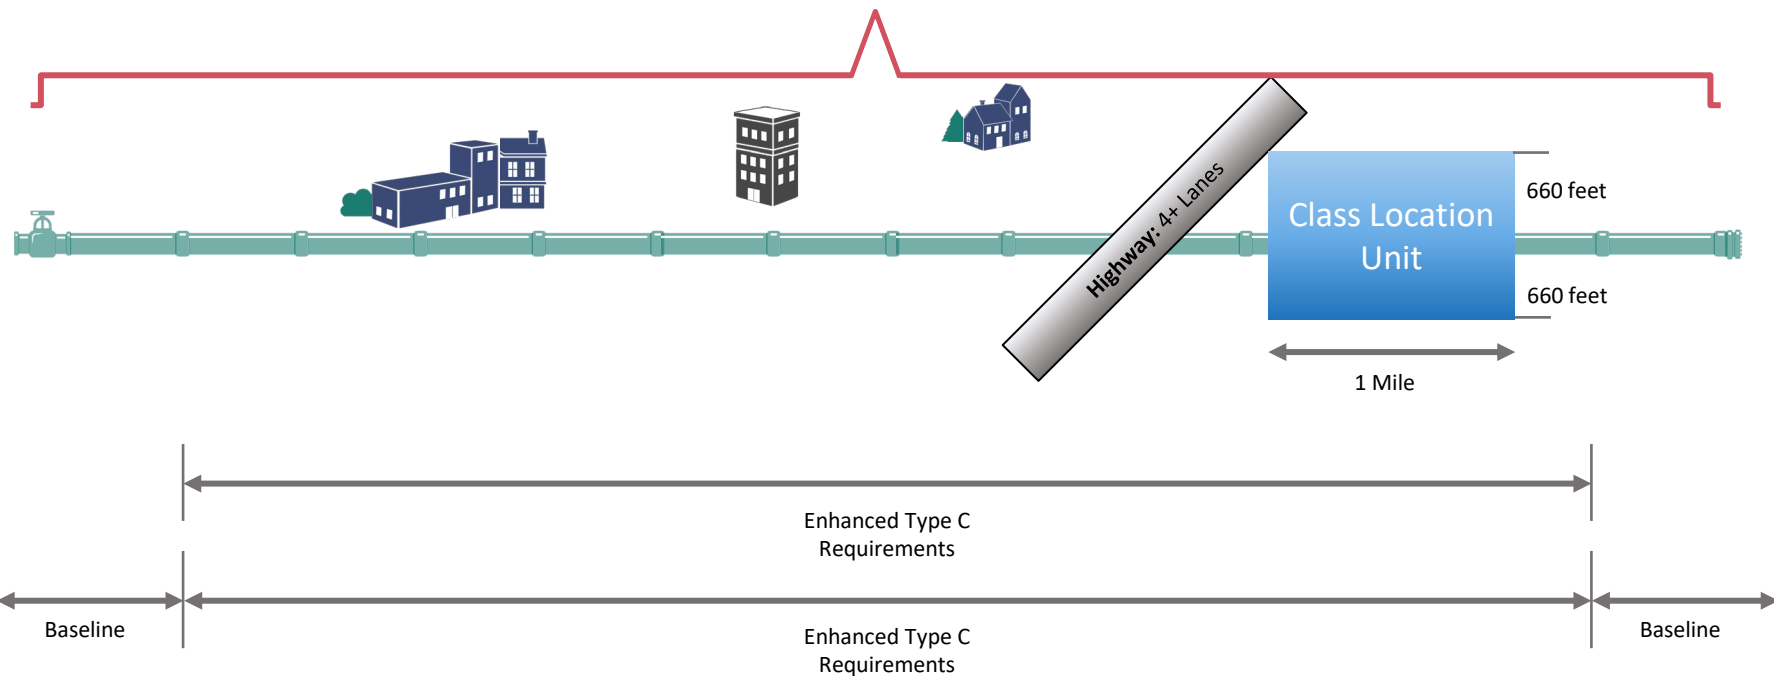 Highway: 4+ Lanes
Class Location
Unit
660 feet
660 feet
1 Mile
Enhanced Type C
Requirements
Baseline
Enhanced Type C
Requirements
Baseline